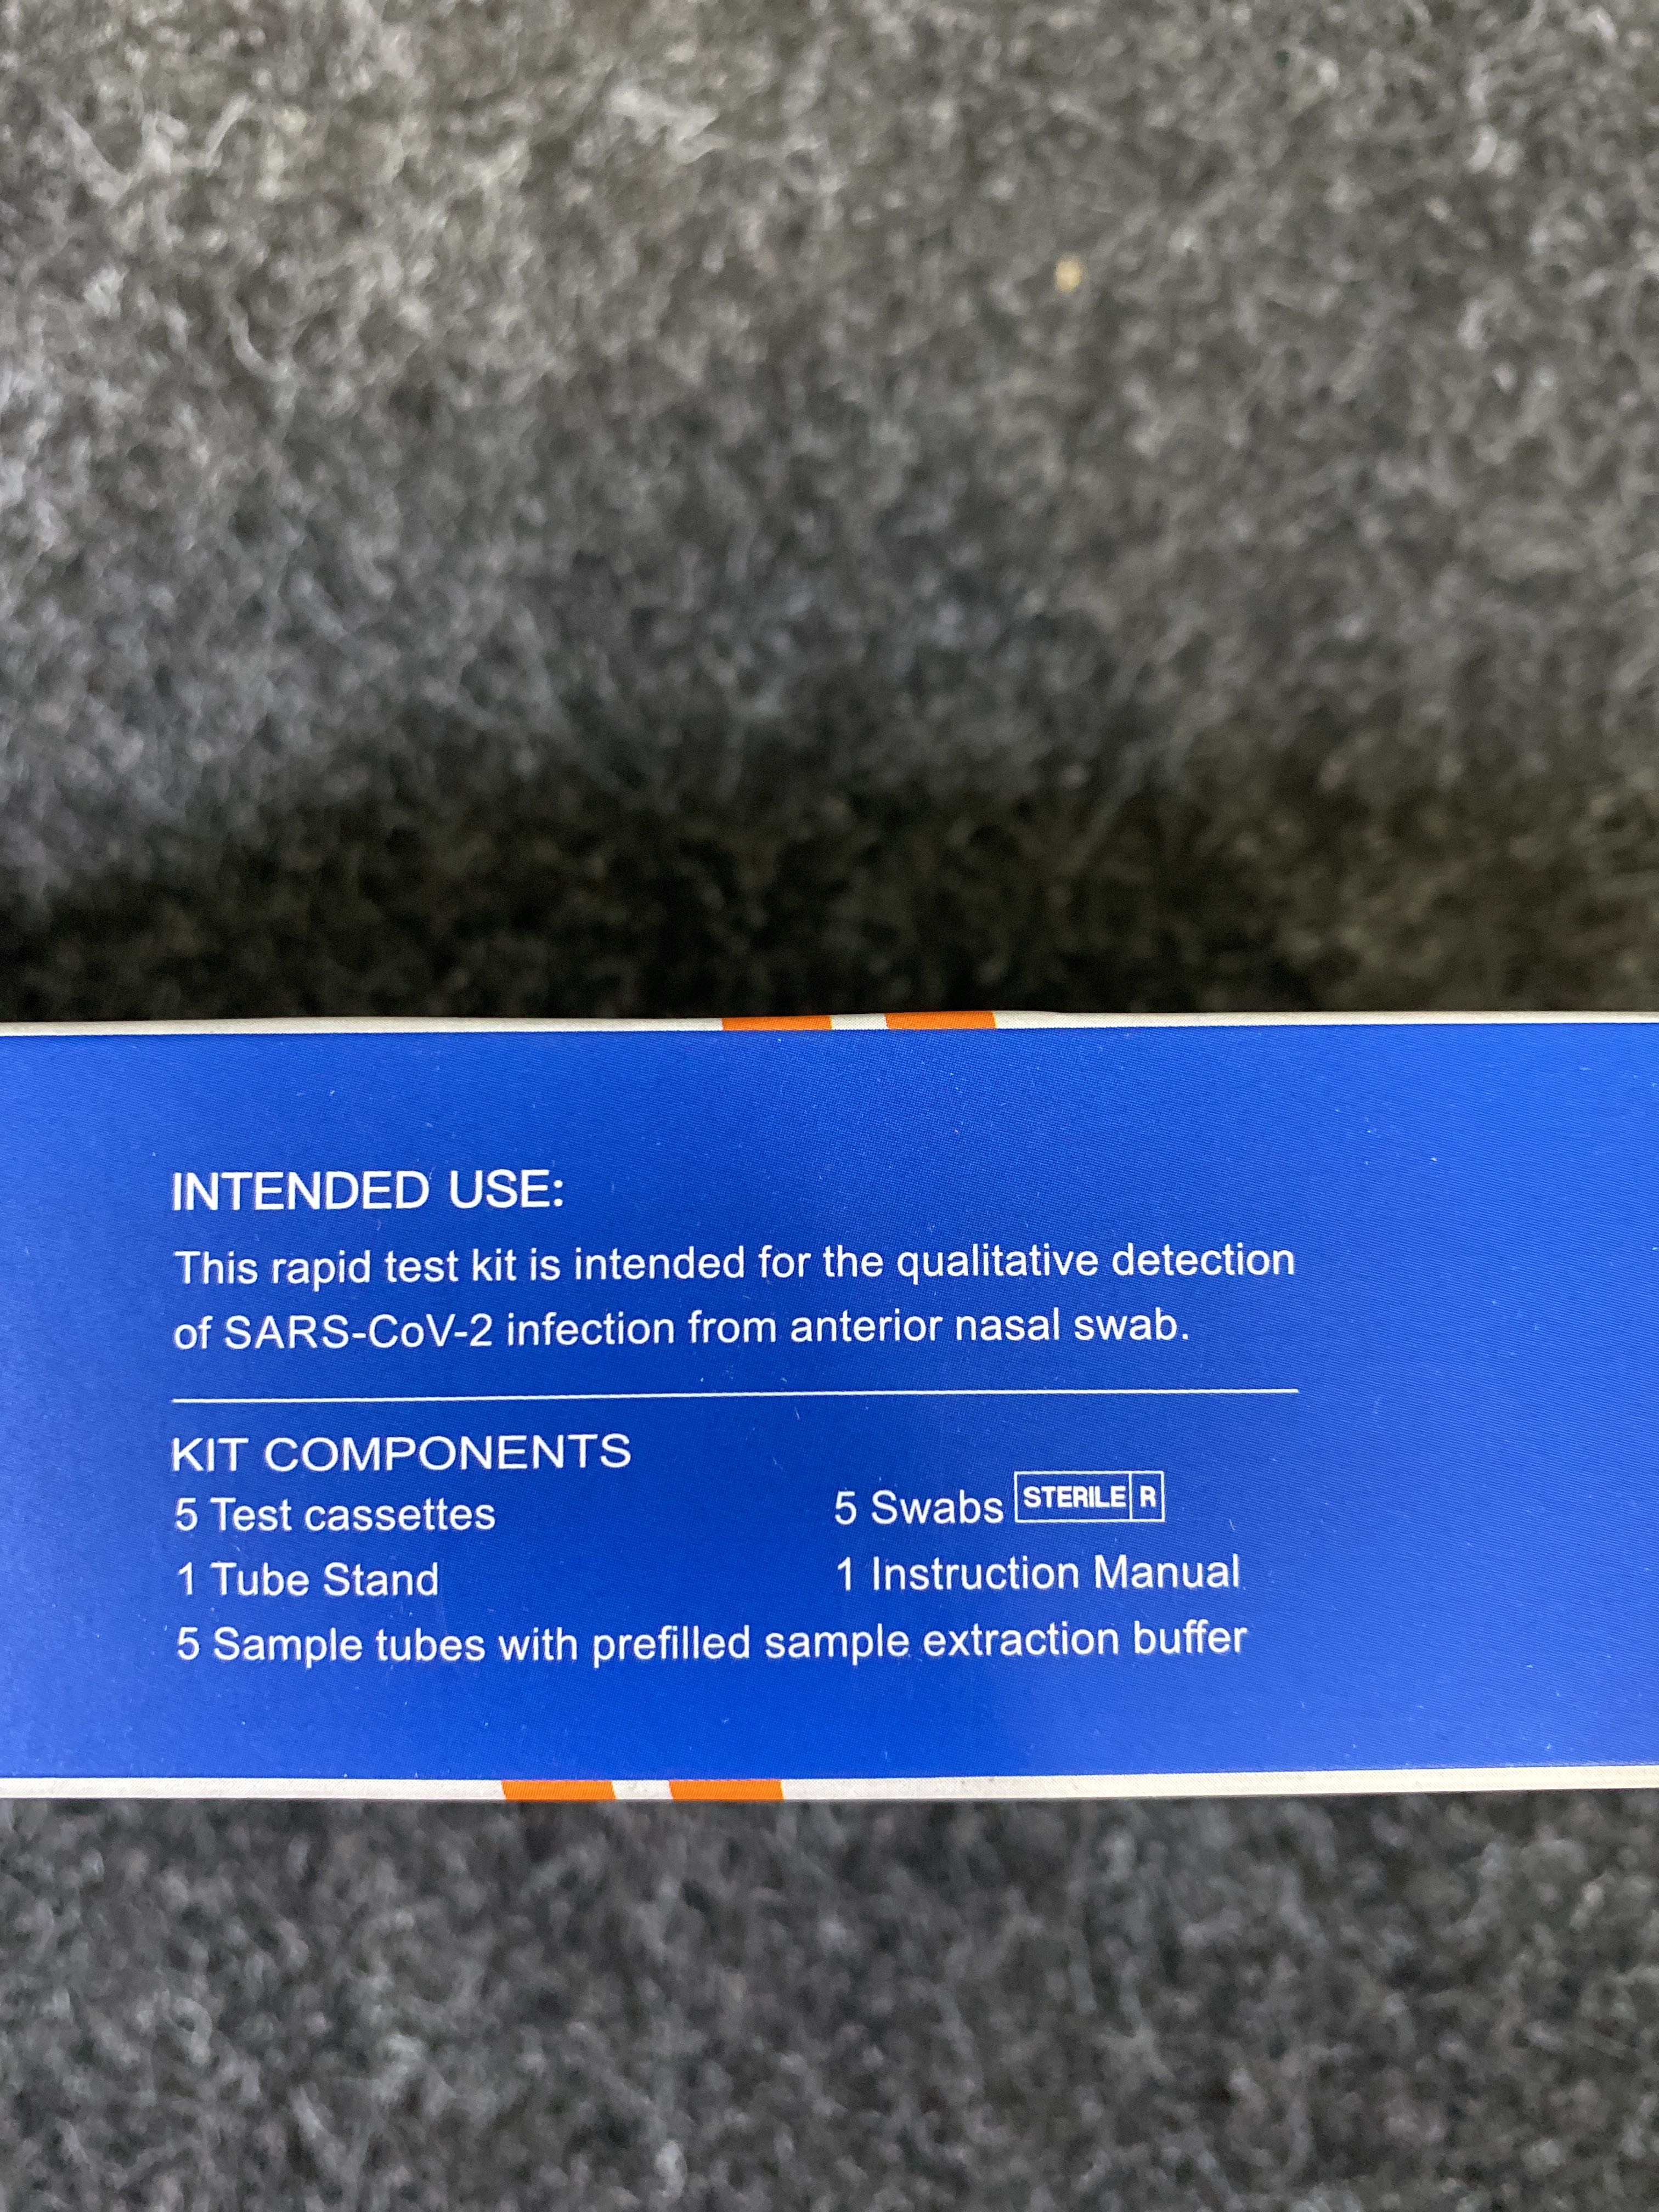 INTENDED USE:
This rapid test kit is intended for the qualitative detection
of SARS-CoV-2 infection from anterior nasal swab.
KIT COMPONENTS
5 Test cassettes
5 Swabs STERILE R
1 Tube Stand
1 Instruction Manual
5 Sample tubes with prefilled sample extraction buffer